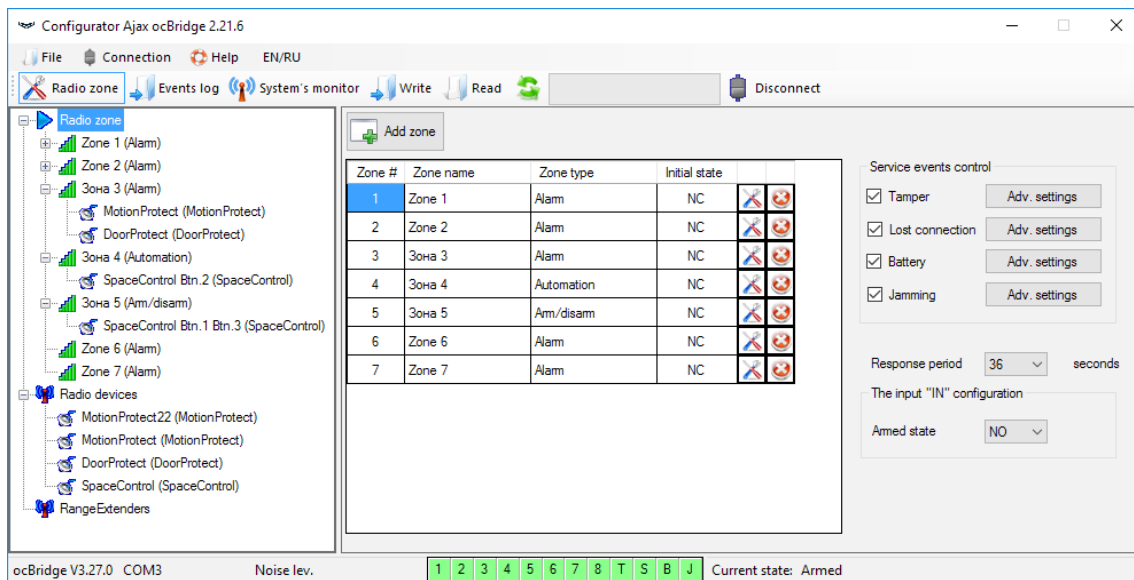 Configurator Ajax ocBridge 2.21.6
File Connection Help EN/RU
Radio zone Events log System's monitor Write Read Disconnect
Radio zone
Zone 1 (Alarm)
Zone 2 (Alarm)
Зона 3 (Alarm)
MotionProtect (MotionProtect)
DoorProtect (DoorProtect)
Зона 4 (Automation)
SpaceControl Btn.2 (SpaceControl)
Зона 5 (Arm/disarm)
SpaceControl Btn.1 Btn.3 (SpaceControl)
Zone 6 (Alarm)
Zone 7 (Alarm)
Radio devices
MotionProtect22 (MotionProtect)
MotionProtect (MotionProtect)
DoorProtect (DoorProtect)
SpaceControl (SpaceControl)
RangeExtenders
Add zone
Zone # Zone name Zone type Initial state
1 Zone 1 Alarm NC
2 Zone 2 Alarm NC
3 Зона 3 Alarm NC
4 Зона 4 Automation NC
5 Зона 5 Arm/disarm NC
6 Zone 6 Alarm NC
7 Zone 7 Alarm NC
Service events control
Tamper Adv. settings
Lost connection Adv. settings
Battery Adv. settings
Jamming Adv. settings
Response period 36 seconds
The input "IN" configuration
Armed state NO
ocBridge V3.27.0 COM3 Noise lev. 1 2 3 4 5 6 7 8 T S B J Current state: Armed